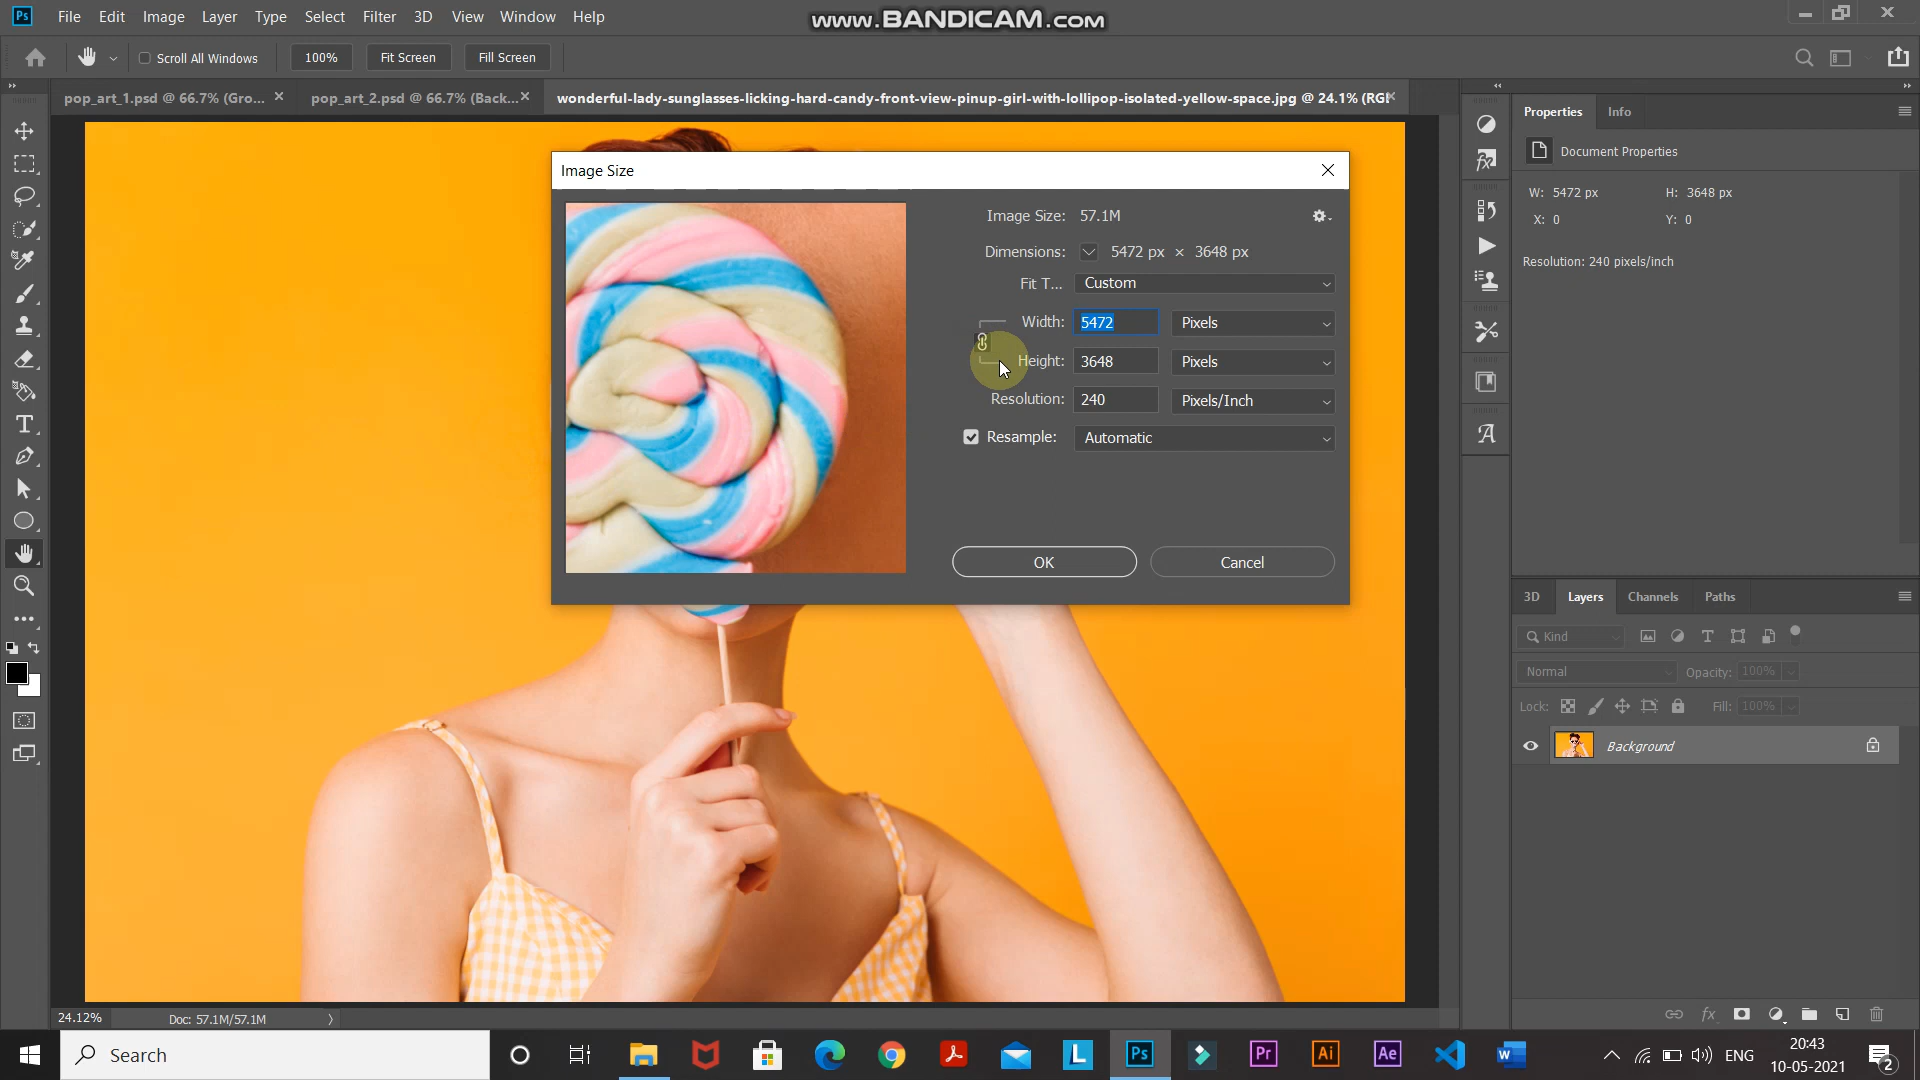 Ps File Edit Image Layer Type Select Filter 3D View Window Help
www.BANDICAM.com
Scroll All Windows 100% Fit Screen Fill Screen
pop_art_1.psd @ 66.7% (Gro... × pop_art_2.psd @ 66.7% (Back... × wonderful-lady-sunglasses-licking-hard-candy-front-view-pinup-girl-with-lollipop-isolated-yellow-space.jpg @ 24.1% (RGB
Image Size
Image Size: 57.1M
Dimensions: 5472 px × 3648 px
Fit T... Custom
Width: 5472 Pixels
Height: 3648 Pixels
Resolution: 240 Pixels/Inch
Resample: Automatic
OK Cancel
Properties Info
Document Properties
W: 5472 px H: 3648 px
X: 0 Y: 0
Resolution: 240 pixels/inch
3D Layers Channels Paths
Kind
Normal Opacity: 100%
Lock: Fill: 100%
Background
24.12% Doc: 57.1M/57.1M
Search
L Ps Pr Ai Ae W
ENG
20:43
10-05-2021
2